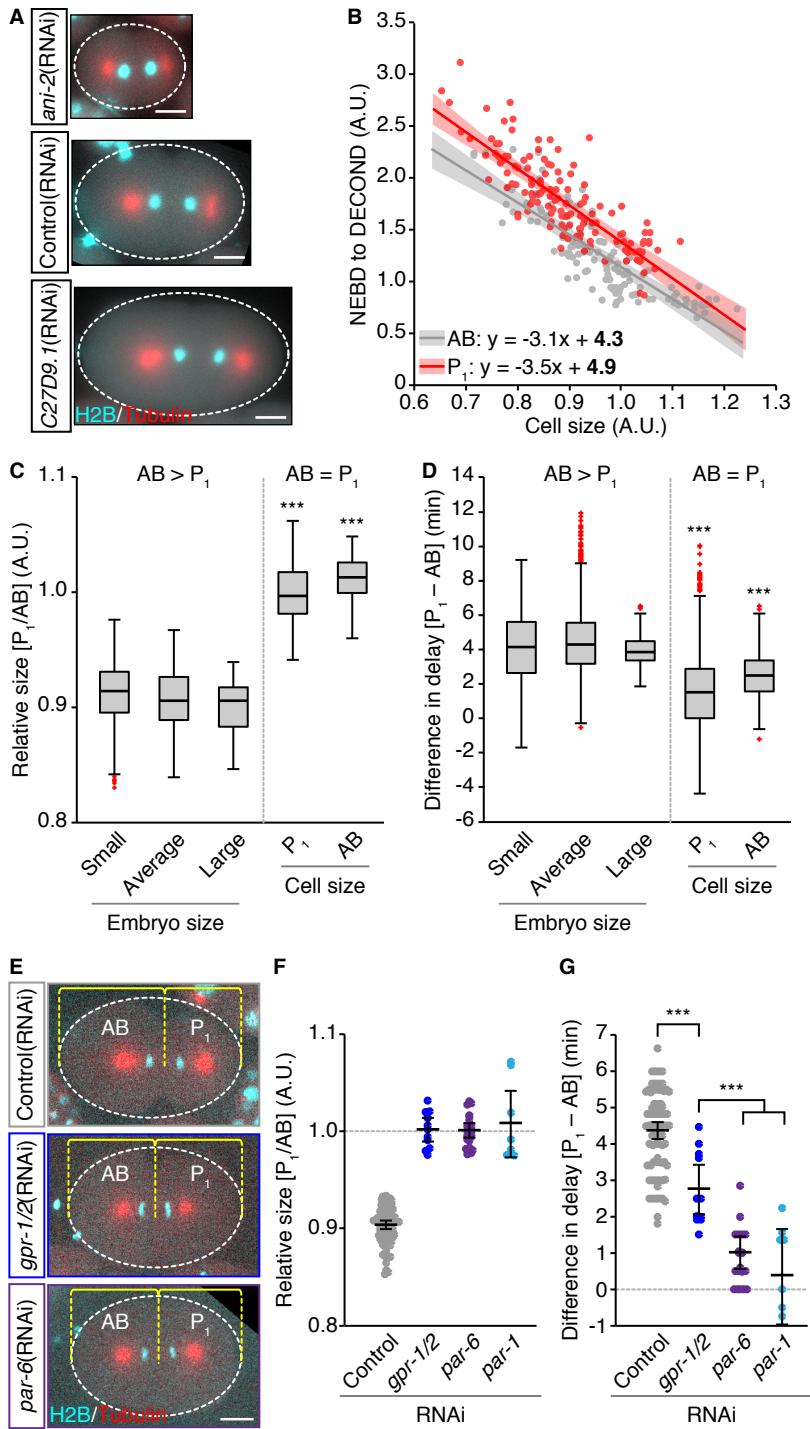 A
ani-2(RNAi)
Control(RNAi)
C27D9.1(RNAi)
H2B/Tubulin
B
NEBD to DECOND (A.U.)
3.5
3.0
2.5
2.0
1.5
1.0
0.5
0
AB: y = -3.1x + 4.3
P1: y = -3.5x + 4.9
0.6 0.7 0.8 0.9 1.0 1.1 1.2 1.3
Cell size (A.U.)
C
AB > P1
AB = P1
Relative size [P1/AB] (A.U.)
1.1
1.0
0.9
0.8
***
***
Small
Average
Large
P1
AB
Embryo size
Cell size
D
AB > P1
AB = P1
Difference in delay [P1 – AB] (min)
14
12
10
8
6
4
2
0
-2
-4
-6
***
***
Small
Average
Large
P1
AB
Embryo size
Cell size
E
Control(RNAi)
AB P1
gpr-1/2(RNAi)
AB P1
par-6(RNAi)
AB P1
H2B/Tubulin
F
Relative size [P1/AB] (A.U.)
1.1
1.0
0.9
0.8
Control
gpr-1/2
par-6
par-1
RNAi
G
Difference in delay [P1 – AB] (min)
7
6
5
4
3
2
1
0
-1
***
***
Control
gpr-1/2
par-6
par-1
RNAi